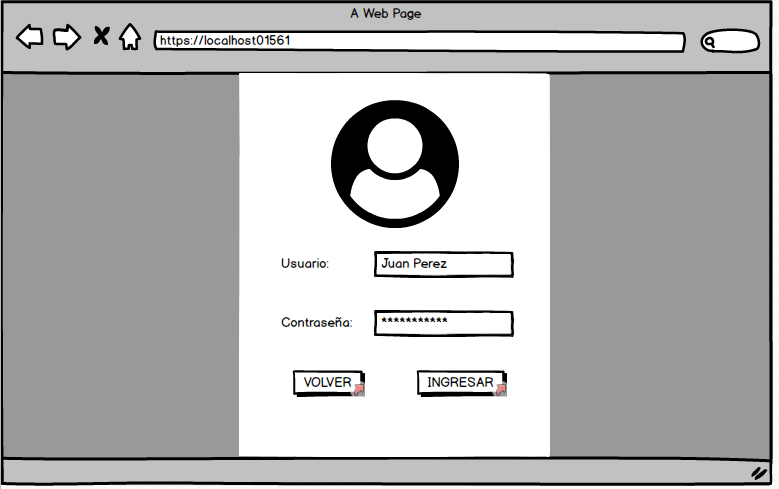 A Web Page
https://localhost01561
Usuario: Juan Perez
Contraseña: ***********
VOLVER INGRESAR